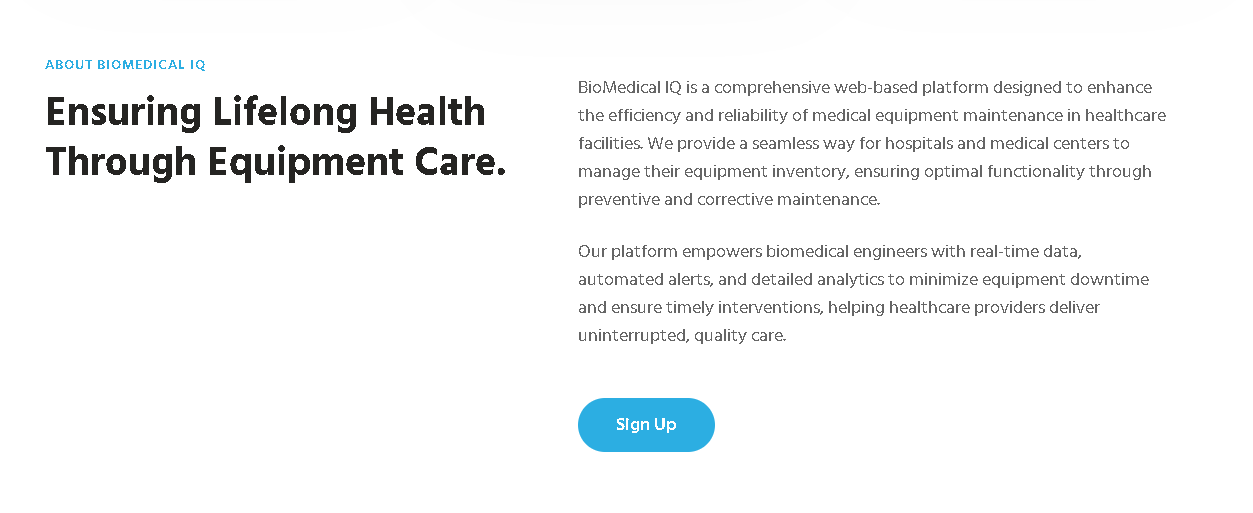 ABOUT BIOMEDICAL IQ
Ensuring Lifelong Health
Through Equipment Care.
BioMedical IQ is a comprehensive web-based platform designed to enhance
the efficiency and reliability of medical equipment maintenance in healthcare
facilities. We provide a seamless way for hospitals and medical centers to
manage their equipment inventory, ensuring optimal functionality through
preventive and corrective maintenance.
Our platform empowers biomedical engineers with real-time data,
automated alerts, and detailed analytics to minimize equipment downtime
and ensure timely interventions, helping healthcare providers deliver
uninterrupted, quality care.
Sign Up